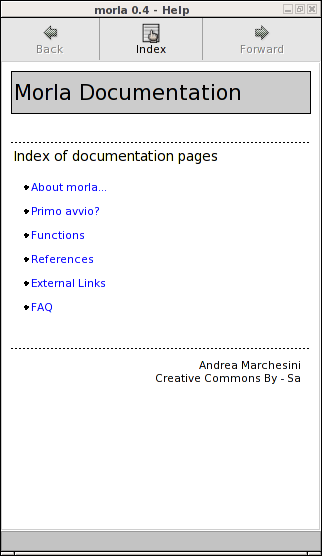 morla 0.4 - Help
Back Index Forward
Morla Documentation
Index of documentation pages
About morla...
Primo avvio?
Functions
References
External Links
FAQ
Andrea Marchesini
Creative Commons By - Sa